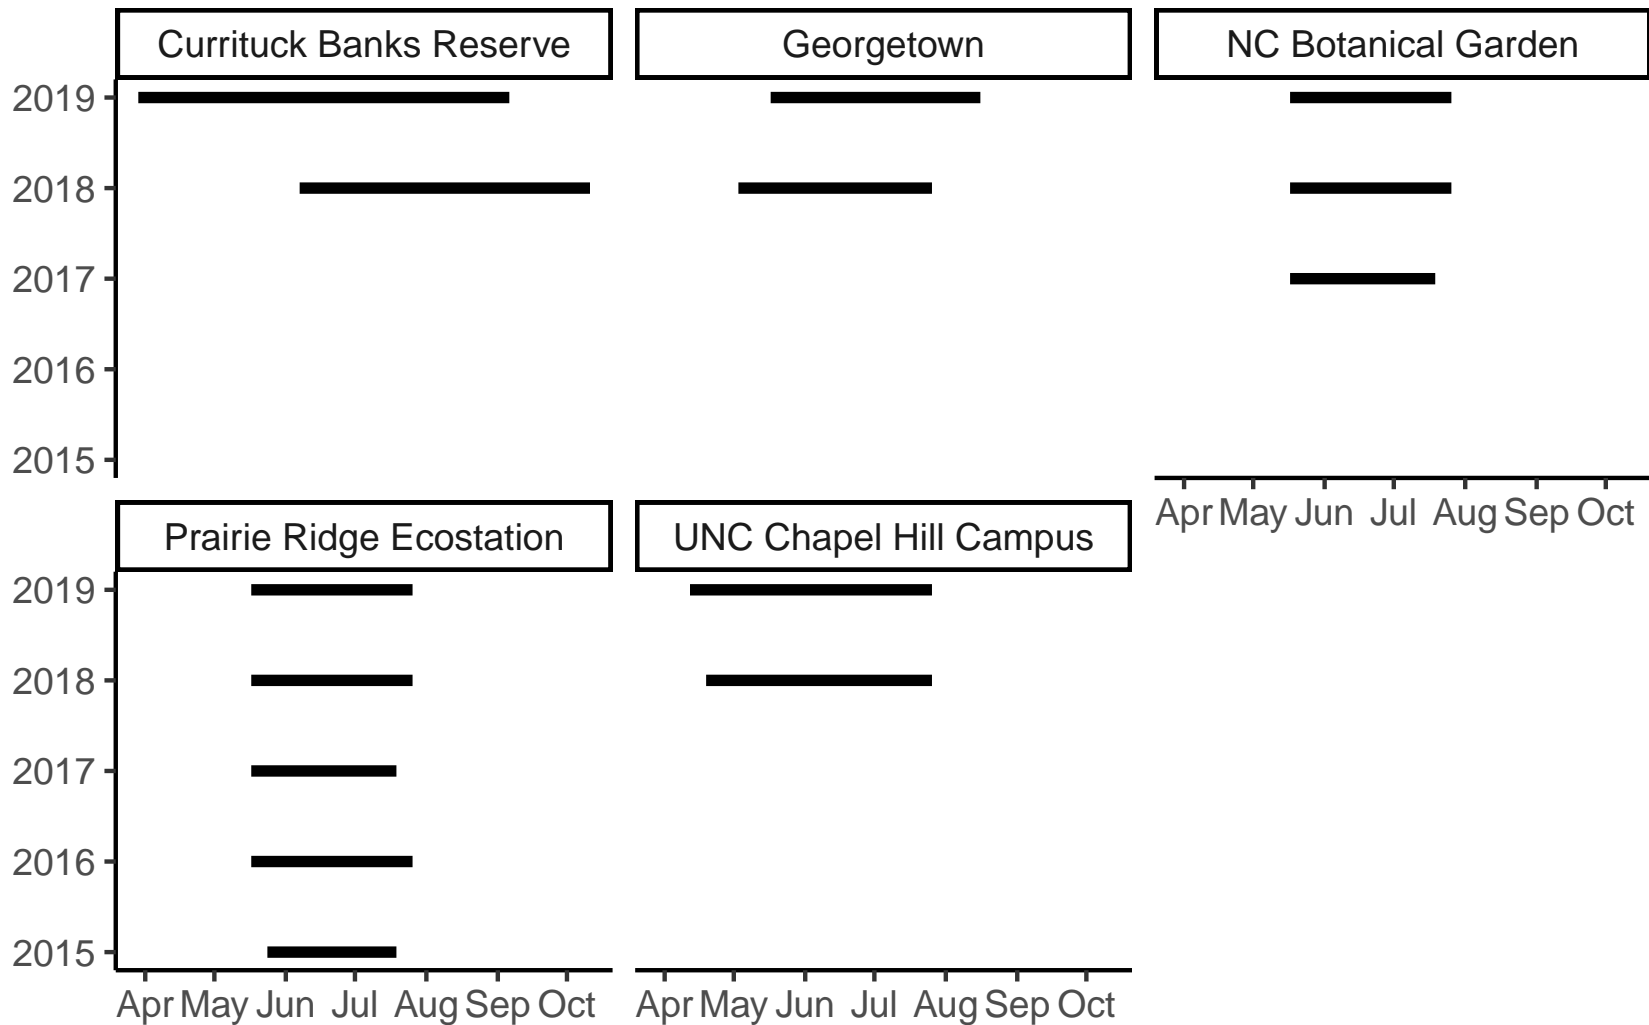 Currituck Banks Reserve
Georgetown
NC Botanical Garden
2019
2018
2017
2016
2015
Apr May Jun Jul Aug Sep Oct
Prairie Ridge Ecostation
UNC Chapel Hill Campus
2019
2018
2017
2016
2015
Apr May Jun Jul Aug Sep Oct
Apr May Jun Jul Aug Sep Oct